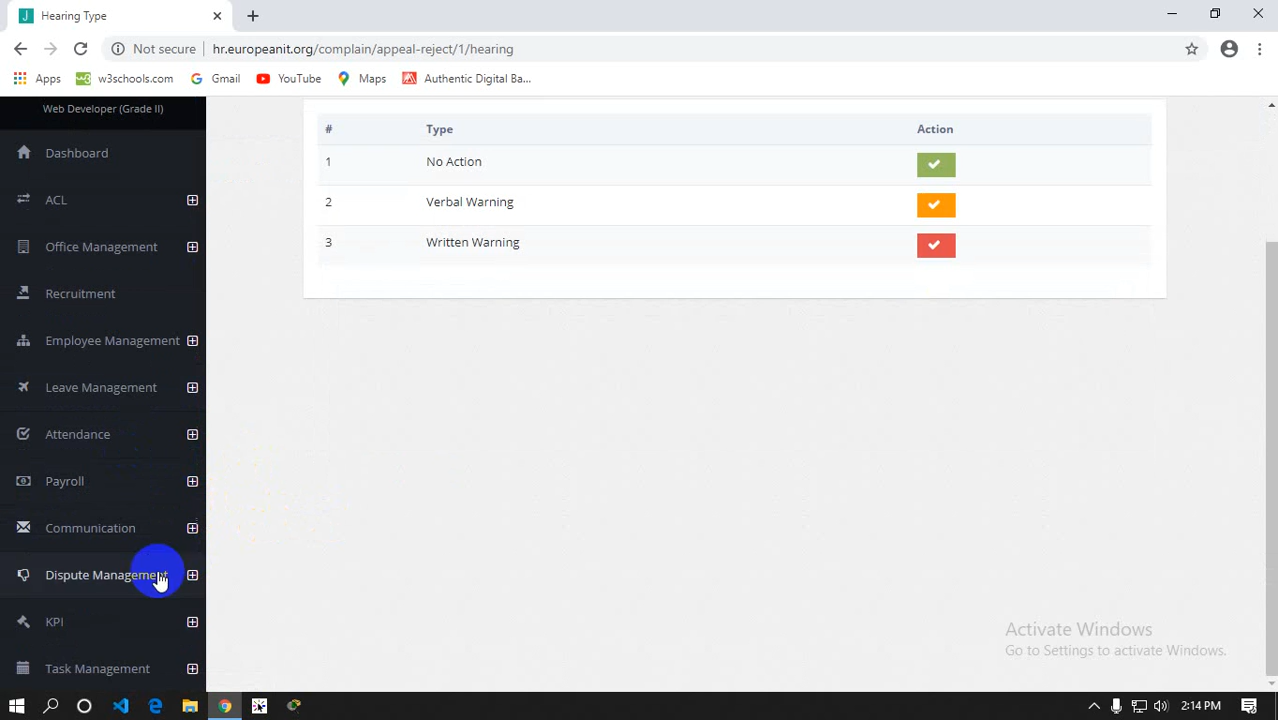 Hearing Type
Not secure hr.europeanit.org/complain/appeal-reject/1/hearing
Apps w3schools.com Gmail YouTube Maps Authentic Digital Ba...
Web Developer (Grade II)
Dashboard
ACL
Office Management
Recruitment
Employee Management
Leave Management
Attendance
Payroll
Communication
Dispute Management
KPI
Task Management
# Type Action
1 No Action
2 Verbal Warning
3 Written Warning
Activate Windows
Go to Settings to activate Windows.
2:14 PM